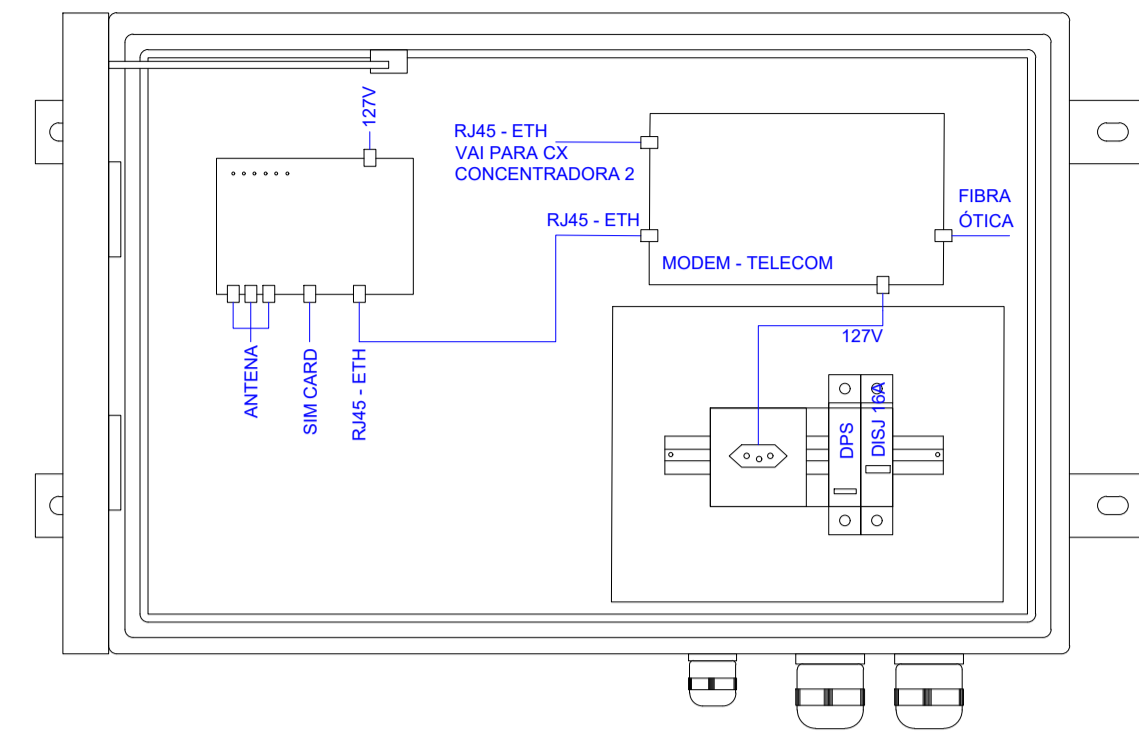 127V
RJ45 - ETH
VAI PARA CX
CONCENTRADORA 2
RJ45 - ETH
FIBRA
ÓTICA
MODEM - TELECOM
127V
ANTENA
SIM CARD
RJ45 - ETH
DPS
DISJ 16A